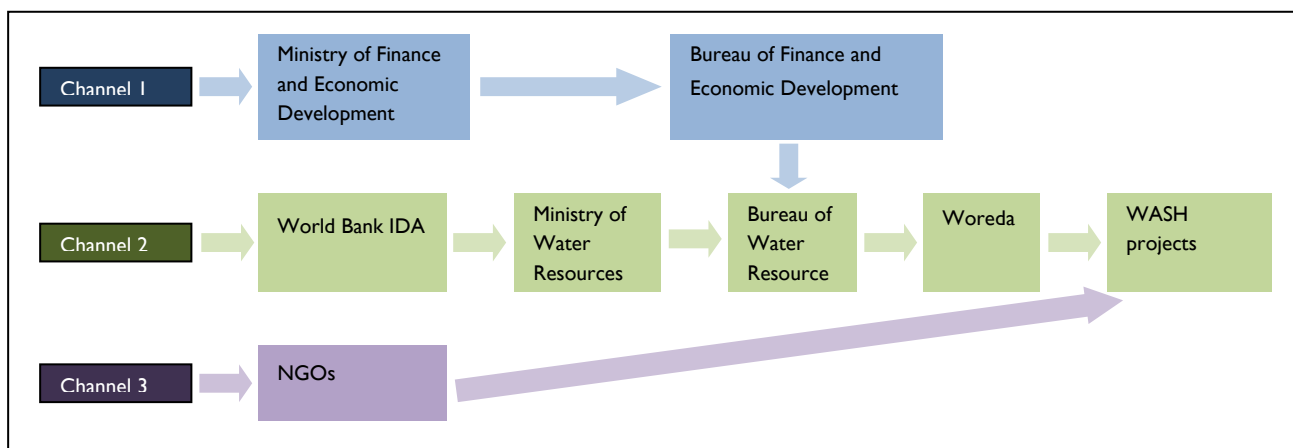 Channel 1
Ministry of Finance
and Economic
Development
Bureau of Finance and
Economic Development
Channel 2
World Bank IDA
Ministry of
Water
Resources
Bureau of
Water
Resource
Woreda
WASH
projects
Channel 3
NGOs